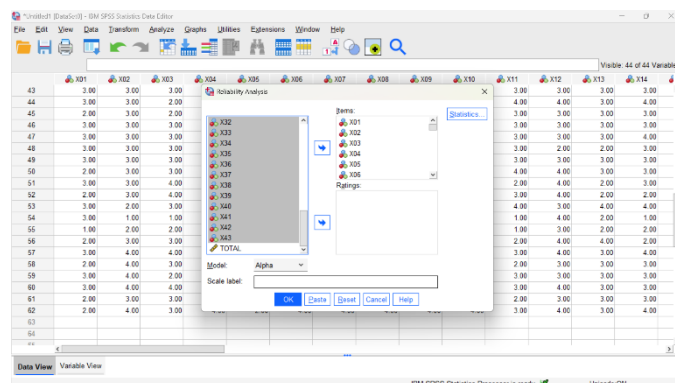 *Untitled1 [DataSet0] - IBM SPSS Statistics Data Editor
File Edit View Data Transform Analyze Graphs Utilities Extensions Window Help
Visible: 44 of 44 Variables
X01 X02 X03 X04 X05 X06 X07 X08 X09 X10 X11 X12 X13 X14
Reliability Analysis
Items:
Statistics...
X32
X33
X34
X35
X36
X37
X38
X39
X40
X41
X42
X43
TOTAL
X01
X02
X03
X04
X05
X06
Ratings:
Model: Alpha
Scale label:
OK Paste Reset Cancel Help
43 3.00 3.00 3.00 3.00 3.00 3.00 3.00
44 3.00 3.00 2.00 4.00 4.00 3.00 4.00
45 2.00 3.00 2.00 3.00 3.00 3.00 3.00
46 3.00 3.00 3.00 3.00 3.00 3.00 3.00
47 3.00 3.00 3.00 3.00 4.00 3.00 4.00
48 3.00 3.00 3.00 3.00 2.00 2.00 3.00
49 3.00 3.00 3.00 3.00 3.00 3.00 3.00
50 4.00 4.00 3.00 4.00 4.00 3.00 3.00
51 3.00 3.00 4.00 2.00 4.00 2.00 3.00
52 2.00 3.00 4.00 3.00 3.00 2.00 2.00
53 3.00 2.00 3.00 4.00 3.00 4.00 3.00
54 3.00 1.00 1.00 1.00 4.00 2.00 1.00
55 1.00 2.00 2.00 1.00 3.00 3.00 2.00
56 2.00 3.00 3.00 2.00 4.00 4.00 2.00
57 3.00 4.00 4.00 3.00 4.00 4.00 3.00
58 2.00 4.00 3.00 2.00 3.00 3.00 3.00
59 3.00 4.00 2.00 3.00 3.00 4.00 4.00
60 3.00 4.00 3.00 3.00 4.00 4.00 3.00
61 2.00 3.00 3.00 2.00 3.00 3.00 3.00
62 2.00 4.00 3.00 3.00 4.00 3.00 4.00
63
64
Data View Variable View